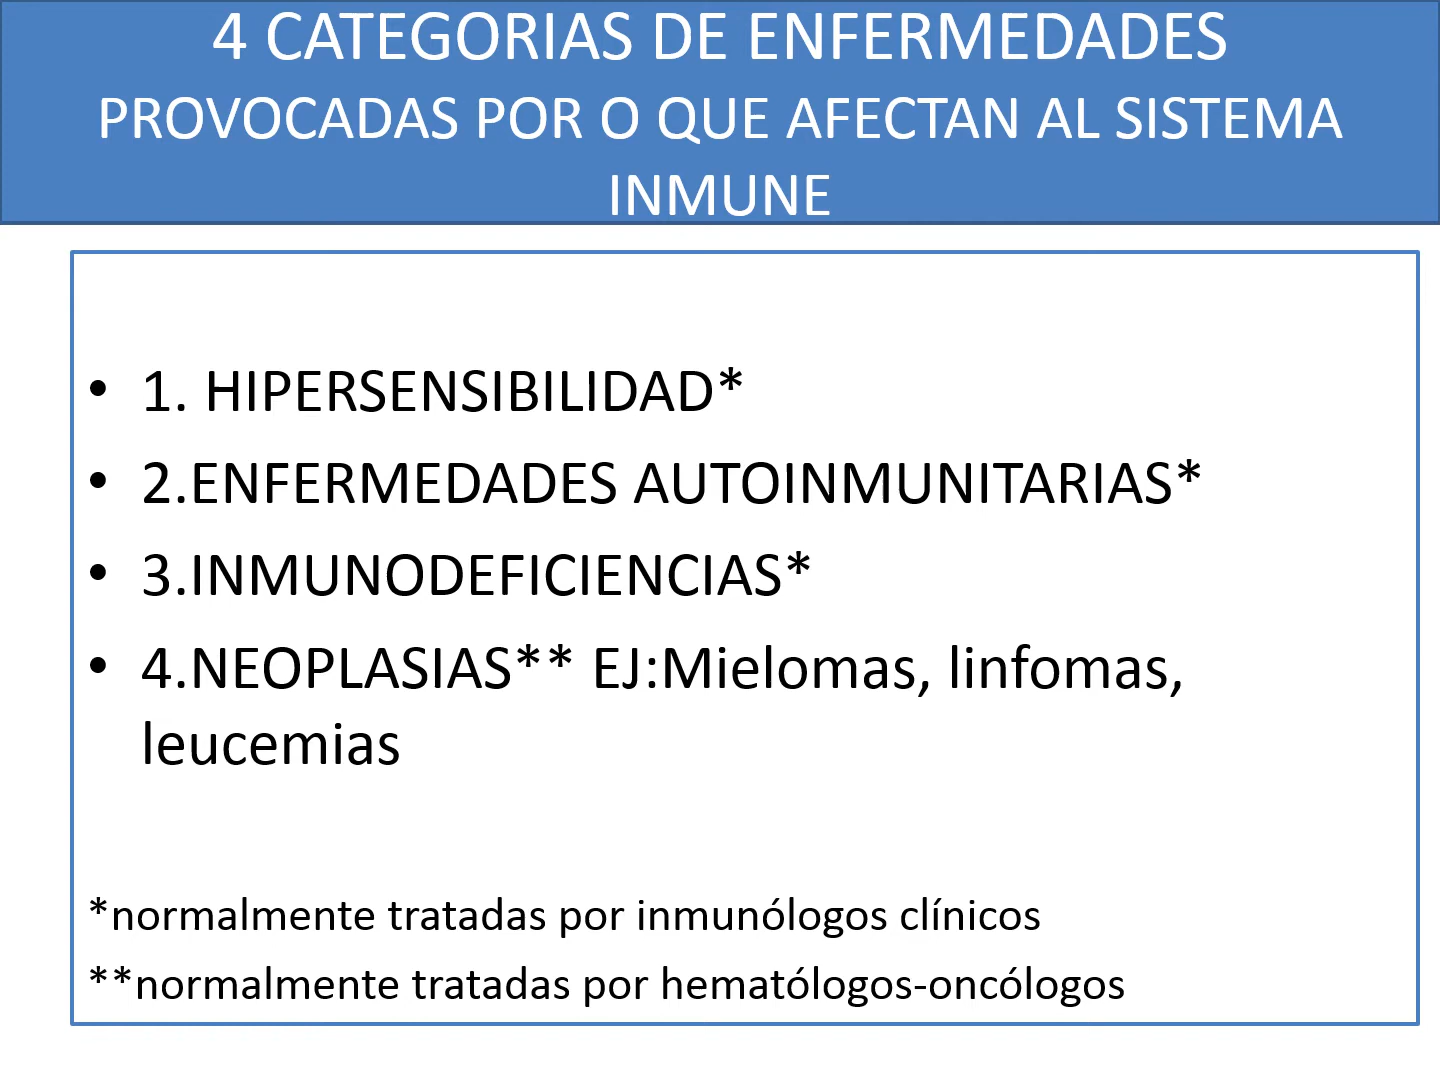 4 CATEGORIAS DE ENFERMEDADES
PROVOCADAS POR O QUE AFECTAN AL SISTEMA
INMUNE
• 1. HIPERSENSIBILIDAD*
• 2.ENFERMEDADES AUTOINMUNITARIAS*
• 3.INMUNODEFICIENCIAS*
• 4.NEOPLASIAS** EJ:Mielomas, linfomas,
leucemias
*normalmente tratadas por inmunólogos clínicos
**normalmente tratadas por hematólogos-oncólogos